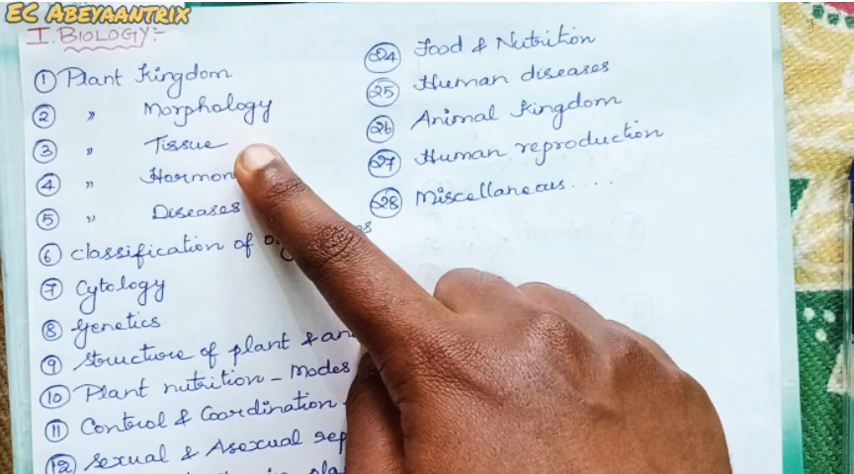 EC ABEYAANTRIX
I. BIOLOGY:-
① Plant kingdom
② " Morphology
③ " Tissue
④ " Hormon
⑤ " Diseases
⑥ classification of
⑦ Cytology
⑧ Genetics
⑨ Structure of plant & an
⑩ Plant nutrition - Modes
⑪ Control & Coordination
⑫ Sexual & Asexual rep
㉔ Food & Nutrition
㉕ Human diseases
㉖ Animal kingdom
㉗ Human reproduction
㉘ Miscellaneous....